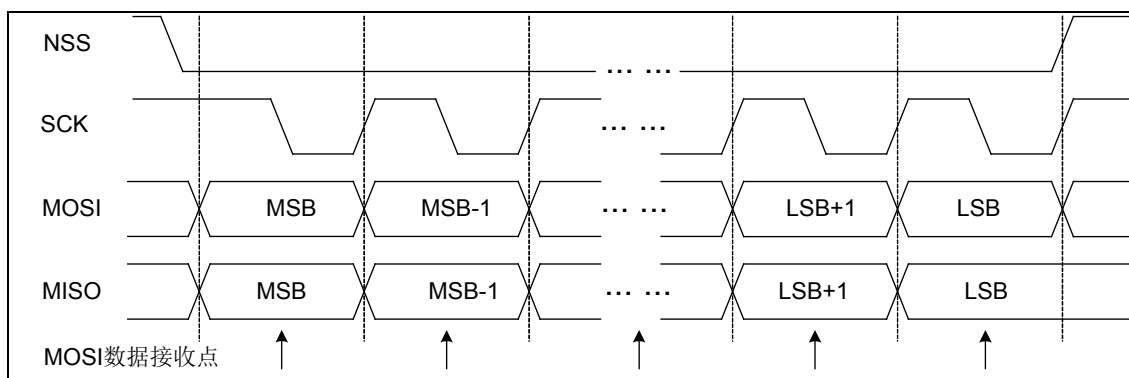 NSS
... ...
SCK
... ...
MOSI MSB MSB-1 ... ... LSB+1 LSB
MISO MSB MSB-1 ... ... LSB+1 LSB
MOSI数据接收点